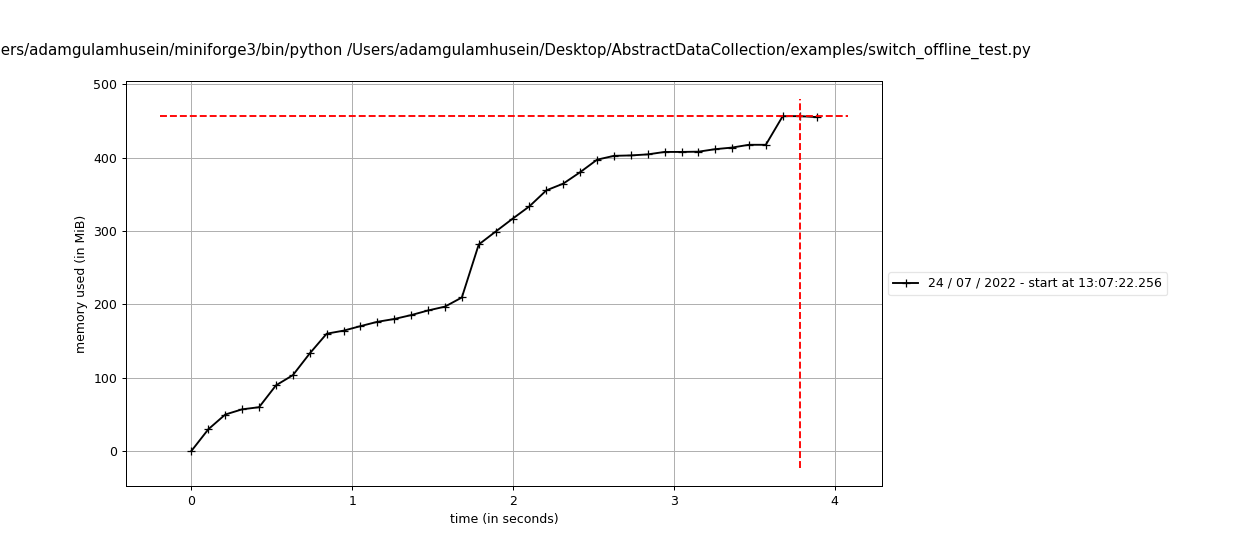 ers/adamgulamhusein/miniforge3/bin/python /Users/adamgulamhusein/Desktop/AbstractDataCollection/examples/switch_offline_test.py
500
400
300
200
100
0
memory used (in MiB)
0 1 2 3 4
time (in seconds)
24 / 07 / 2022 - start at 13:07:22.256